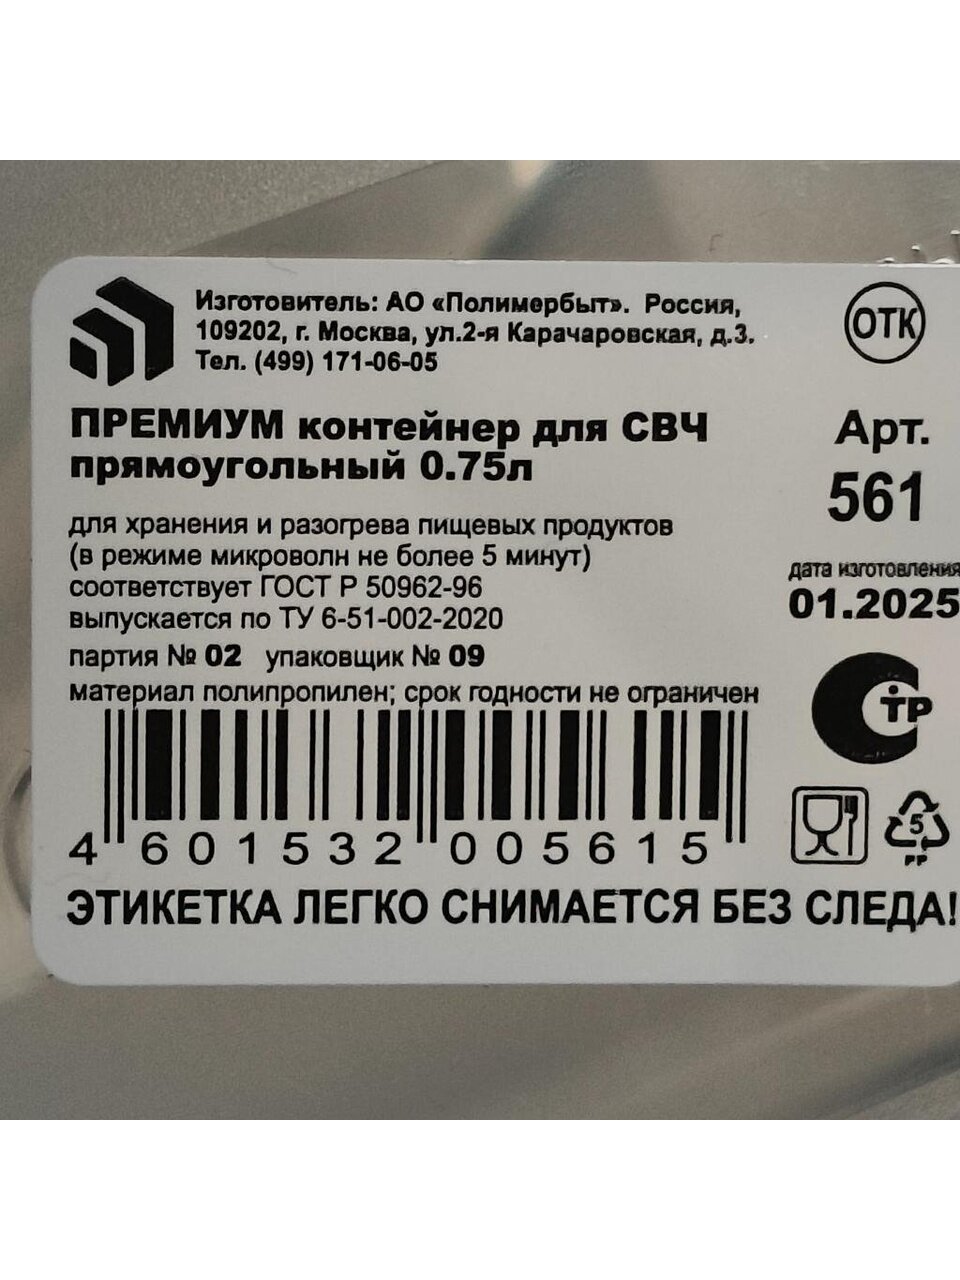 Изготовитель: АО «Полимербыт». Россия,
109202, г. Москва, ул.2-я Карачаровская, д.3.
Тел. (499) 171-06-05
ОТК
ПРЕМИУМ контейнер для СВЧ
прямоугольный 0.75л
Арт.
561
для хранения и разогрева пищевых продуктов
(в режиме микроволн не более 5 минут)
соответствует ГОСТ Р 50962-96
выпускается по ТУ 6-51-002-2020
дата изготовления
01.2025
партия № 02 упаковщик № 09
материал полипропилен; срок годности не ограничен
СТР
4 601532 005615
5
PP
ЭТИКЕТКА ЛЕГКО СНИМАЕТСЯ БЕЗ СЛЕДА!